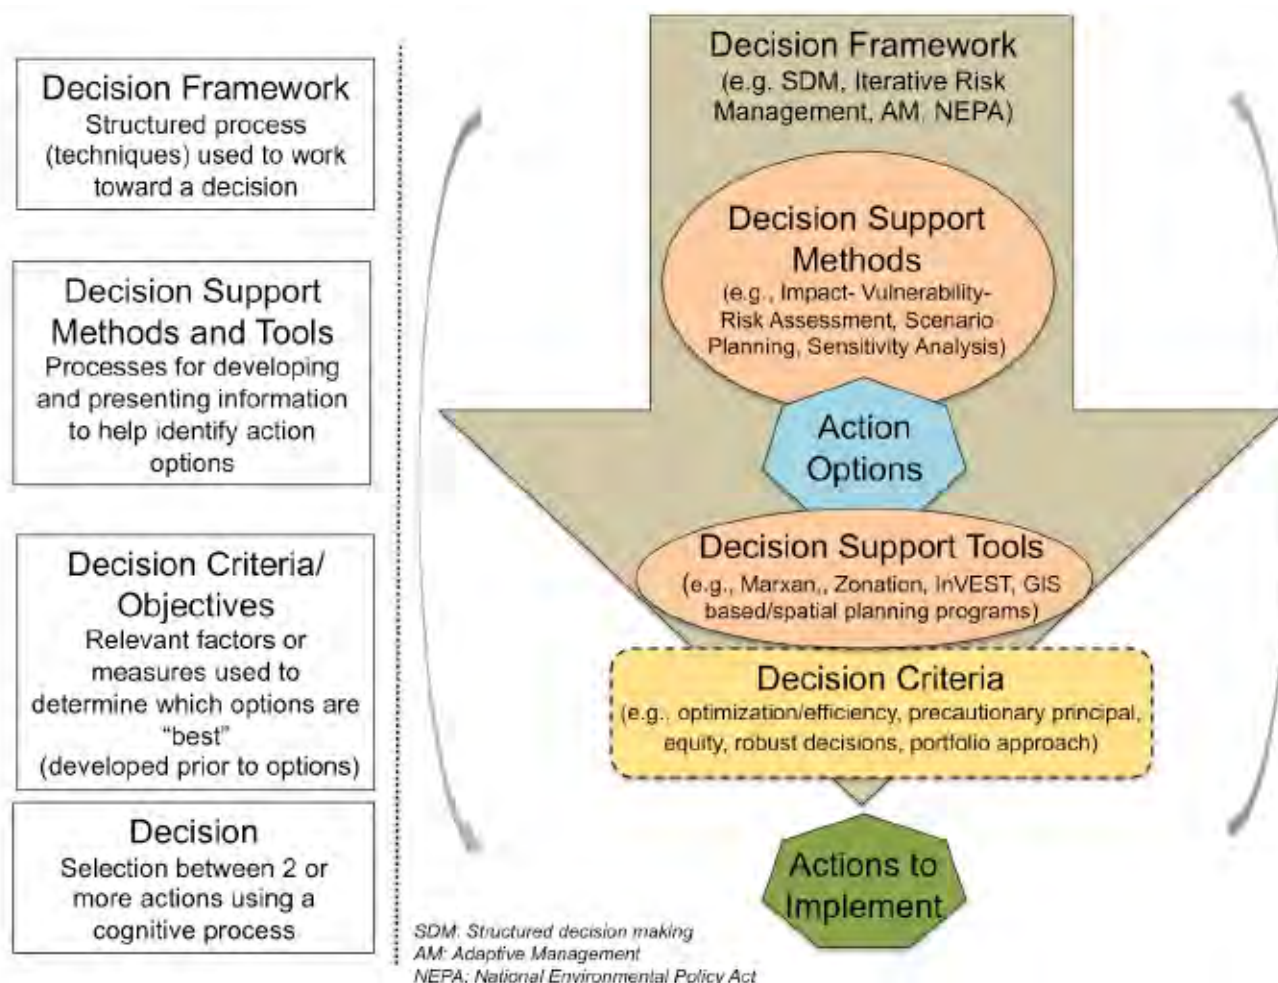 Decision Framework
Structured process
(techniques) used to work
toward a decision
Decision Support
Methods and Tools
Processes for developing
and presenting information
to help identify action
options
Decision Criteria/
Objectives
Relevant factors or
measures used to
determine which options are
“best”
(developed prior to options)
Decision
Selection between 2 or
more actions using a
cognitive process
Decision Framework
(e.g. SDM, Iterative Risk
Management, AM, NEPA)
Decision Support
Methods
(e.g., Impact- Vulnerability-
Risk Assessment, Scenario
Planning, Sensitivity Analysis)
Action
Options
Decision Support Tools
(e.g., Marxan,, Zonation, InVEST, GIS
based/spatial planning programs)
Decision Criteria
(e.g., optimization/efficiency, precautionary principal,
equity, robust decisions, portfolio approach)
Actions to
Implement
SDM: Structured decision making
AM: Adaptive Management
NEPA: National Environmental Policy Act